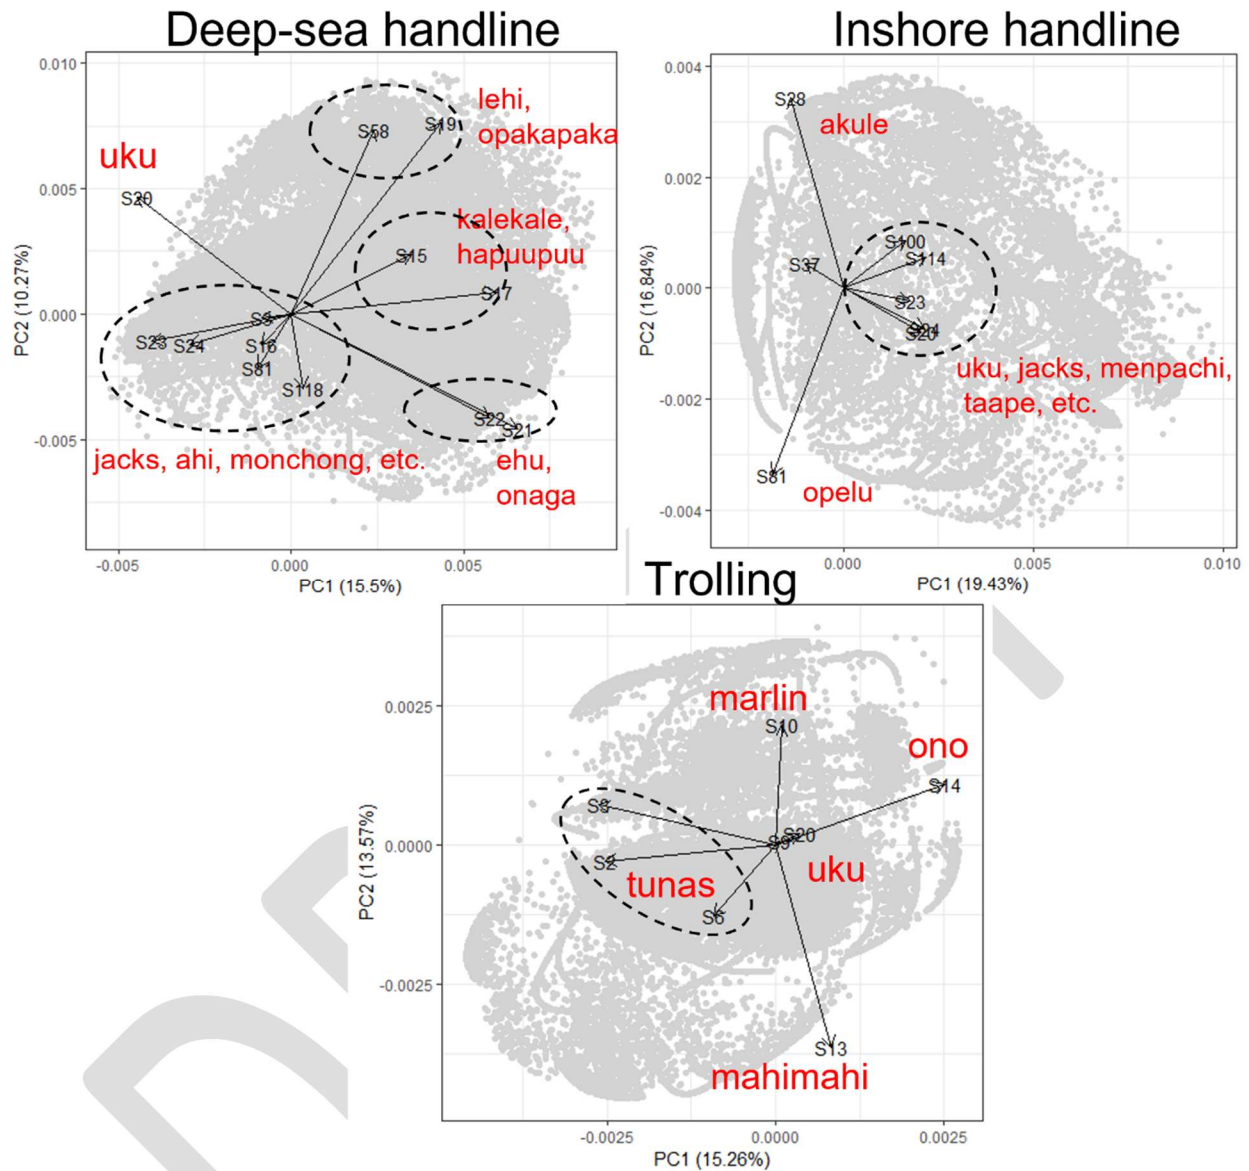 Deep-sea handline
0.010
0.005
0.000
-0.005
PC2 (10.27%)
S58
S19
lehi,
opakapaka
uku
S20
kalekale,
hapuupuu
S15
S17
S23
S24
S16
S81
S118
S22
S21
jacks, ahi, monchong, etc.
ehu,
onaga
-0.005
0.000
0.005
PC1 (15.5%)
Inshore handline
0.004
0.002
0.000
-0.002
-0.004
PC2 (16.84%)
S28
akule
S100
S114
S23
S20
uku, jacks, menpachi,
taape, etc.
S81
opelu
0.000
0.005
0.010
PC1 (19.43%)
Trolling
0.0025
0.0000
-0.0025
PC2 (13.57%)
marlin
S10
ono
S14
S20
S2
tunas
uku
S6
S13
mahimahi
-0.0025
0.0000
0.0025
PC1 (15.26%)